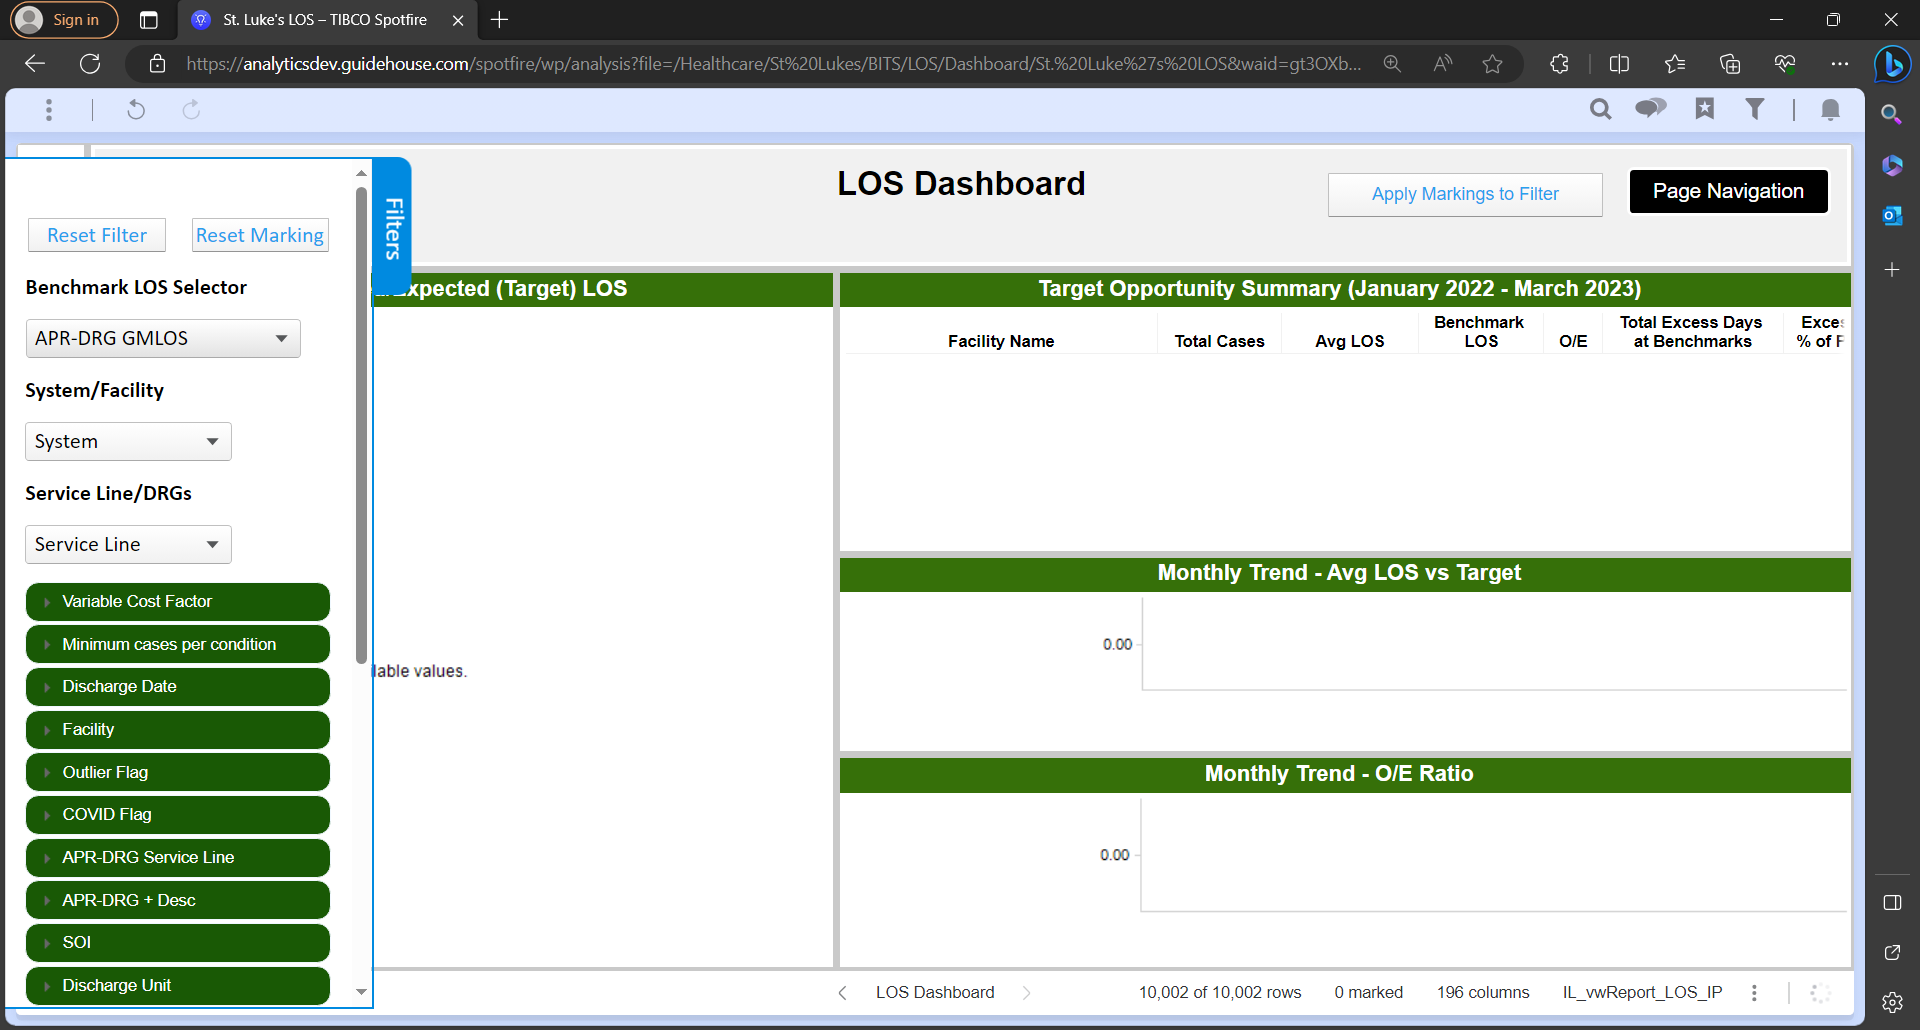 Sign in
St. Luke's LOS – TIBCO Spotfire
https://analyticsdev.guidehouse.com/spotfire/wp/analysis?file=/Healthcare/St%20Lukes/BITS/LOS/Dashboard/St.%20Luke%27s%20LOS&waid=gt3OXb...
LOS Dashboard
Apply Markings to Filter
Page Navigation
Filters
Reset Filter
Reset Marking
Benchmark LOS Selector
APR-DRG GMLOS
System/Facility
System
Service Line/DRGs
Service Line
Variable Cost Factor
Minimum cases per condition
Discharge Date
Facility
Outlier Flag
COVID Flag
APR-DRG Service Line
APR-DRG + Desc
SOI
Discharge Unit
Expected (Target) LOS
lable values.
Target Opportunity Summary (January 2022 - March 2023)
Facility Name
Total Cases
Avg LOS
Benchmark
LOS
O/E
Total Excess Days
at Benchmarks
Exces
% of P
Monthly Trend - Avg LOS vs Target
0.00
Monthly Trend - O/E Ratio
0.00
LOS Dashboard
10,002 of 10,002 rows
0 marked
196 columns
IL_vwReport_LOS_IP